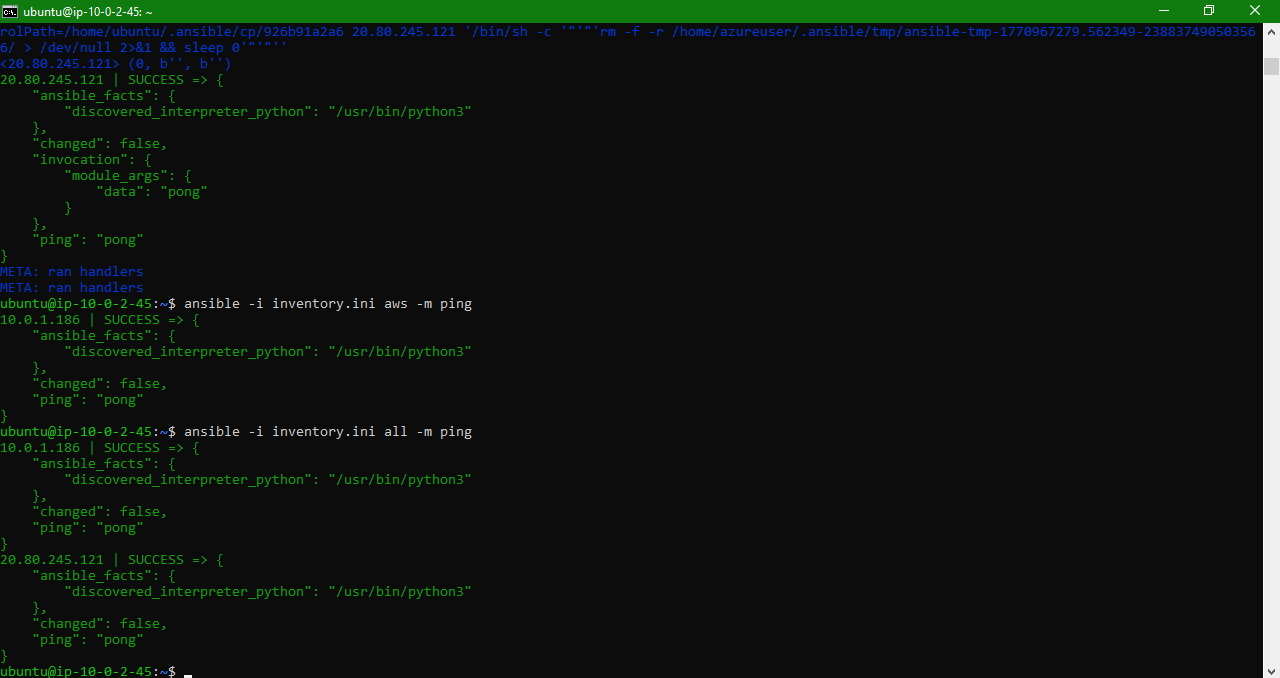 ubuntu@ip-10-0-2-45: ~
rolPath=/home/ubuntu/.ansible/cp/926b91a2a6 20.80.245.121 '/bin/sh -c '"'"'rm -f -r /home/azureuser/.ansible/tmp/ansible-tmp-1770967279.562349-23883749050356
6/ > /dev/null 2>&1 && sleep 0'"'"''
<20.80.245.121> (0, b'', b'')
20.80.245.121 | SUCCESS => {
    "ansible_facts": {
        "discovered_interpreter_python": "/usr/bin/python3"
    },
    "changed": false,
    "invocation": {
        "module_args": {
            "data": "pong"
        }
    },
    "ping": "pong"
}
META: ran handlers
META: ran handlers
ubuntu@ip-10-0-2-45:~$ ansible -i inventory.ini aws -m ping
10.0.1.186 | SUCCESS => {
    "ansible_facts": {
        "discovered_interpreter_python": "/usr/bin/python3"
    },
    "changed": false,
    "ping": "pong"
}
ubuntu@ip-10-0-2-45:~$ ansible -i inventory.ini all -m ping
10.0.1.186 | SUCCESS => {
    "ansible_facts": {
        "discovered_interpreter_python": "/usr/bin/python3"
    },
    "changed": false,
    "ping": "pong"
}
20.80.245.121 | SUCCESS => {
    "ansible_facts": {
        "discovered_interpreter_python": "/usr/bin/python3"
    },
    "changed": false,
    "ping": "pong"
}
ubuntu@ip-10-0-2-45:~$